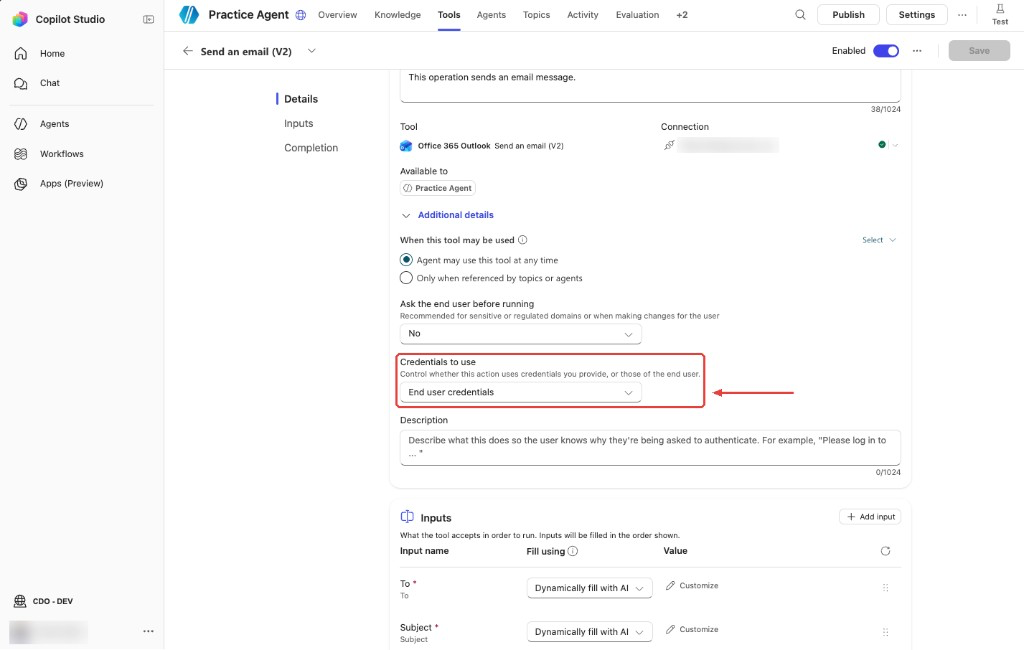 Copilot Studio
Home
Chat
Agents
Workflows
Apps (Preview)
CDO - DEV
Practice Agent
Overview
Knowledge
Tools
Agents
Topics
Activity
Evaluation
+2
Publish
Settings
Test
Send an email (V2)
Enabled
Save
Details
Inputs
Completion
This operation sends an email message.
38/1024
Tool
Connection
Office 365 Outlook Send an email (V2)
Available to
Practice Agent
Additional details
When this tool may be used
Select
Agent may use this tool at any time
Only when referenced by topics or agents
Ask the end user before running
Recommended for sensitive or regulated domains or when making changes for the user
No
Credentials to use
Control whether this action uses credentials you provide, or those of the end user.
End user credentials
Description
Describe what this does so the user knows why they're being asked to authenticate. For example, "Please log in to
... "
0/1024
Inputs
Add input
What the tool accepts in order to run. Inputs will be filled in the order shown.
Input name
Fill using
Value
To *
To
Dynamically fill with AI
Customize
Subject *
Subject
Dynamically fill with AI
Customize